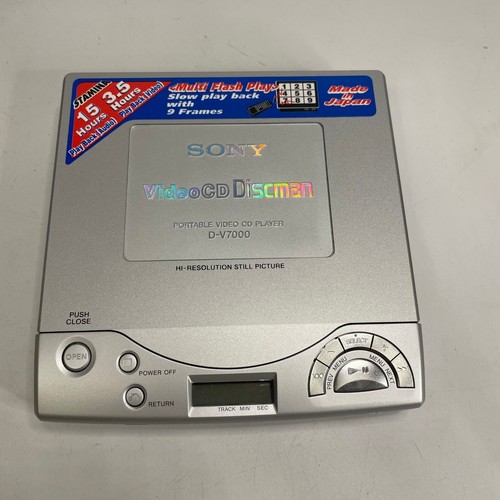 STAMINA
15 3.5
Hours Hours
Play Back (Audio) Play Back (Video)
Multi Flash Play
Slow play back
with
9 Frames
1 2 3
4 5 6
7 8 9
Made in
Japan
SONY
VideoCD Discman
PORTABLE VIDEO CD PLAYER
D-V7000
HI-RESOLUTION STILL PICTURE
PUSH
CLOSE
OPEN
POWER OFF
RETURN
TRACK MIN SEC
SELECT
PREV MENU
MENU NEXT